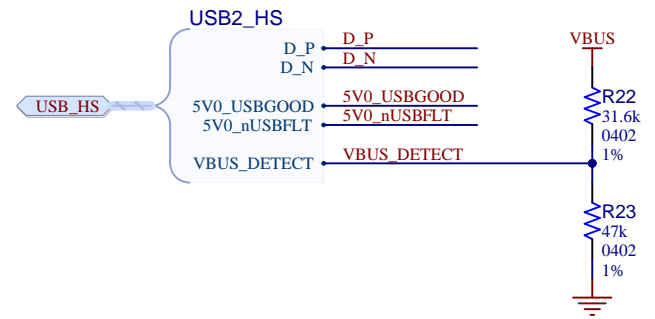 USB2_HS
USB_HS
D_P
D_N
5V0_USBGOOD
5V0_nUSBFLT
VBUS_DETECT
D_P
D_N
5V0_USBGOOD
5V0_nUSBFLT
VBUS_DETECT
VBUS
R22
31.6k
0402
1%
R23
47k
0402
1%